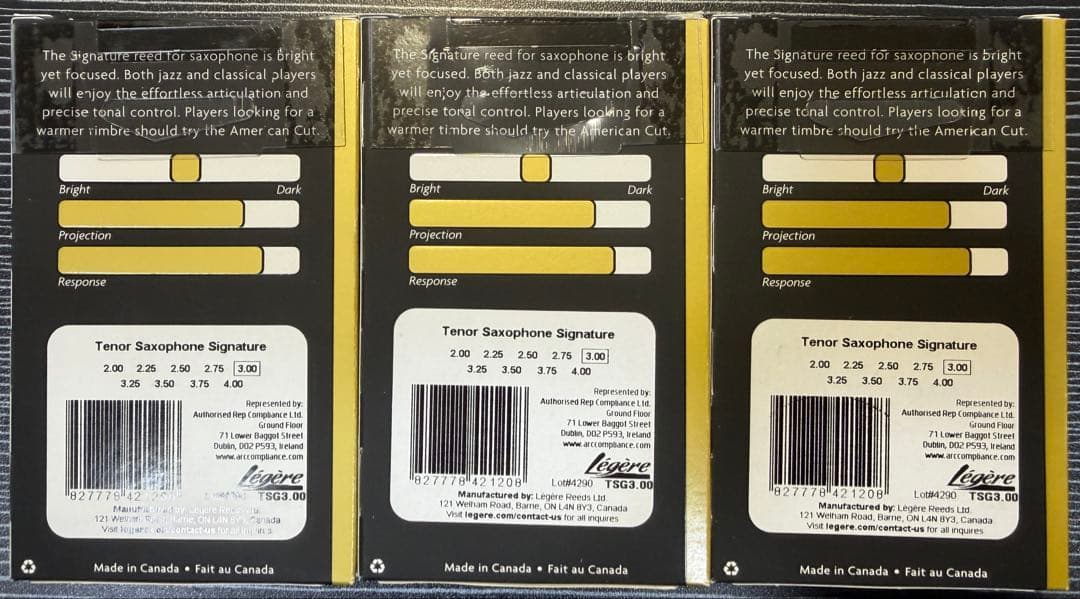 The Signature reed for saxophone is bright
yet focused. Both jazz and classical players
will enjoy the effortless articulation and
precise tonal control. Players looking for a
warmer timbre should try the Amer can Cut.
Bright Dark
Projection
Response
Tenor Saxophone Signature
2.00 2.25 2.50 2.75 3.00
3.25 3.50 3.75 4.00
Represented by:
Authorised Rep Compliance Ltd.
Ground Floor
71 Lower Baggot Street
Dublin, D02 P593, Ireland
www.arccompliance.com
Légère
827778 42
TSG3.00
121 Welham ON L4N 8Y3, Canada
Visit
Made in Canada • Fait au Canada
The Signature reed for saxophone is bright
yet focused. Both jazz and classical players
will enjoy the effortless articulation and
precise tonal control. Players looking for a
warmer timbre should try the American Cut.
Bright Dark
Projection
Response
Tenor Saxophone Signature
2.00 2.25 2.50 2.75 3.00
3.25 3.50 3.75 4.00
Represented by:
Authorised Rep Compliance Ltd.
Ground Floor
71 Lower Baggot Street
Dublin, D02 P593, Ireland
www.arccompliance.com
Légère
827778 421208
Lot#4290 TSG3.00
Manufactured by: Légère Reeds Ltd
121 Welham Road, Barrie, ON L4N 8Y3, Canada
Visit legere.com/contact-us for all inquires
Made in Canada • Fait au Canada
The Signature reed for saxophone is bright
yet focused. Both jazz and classical players
will enjoy the effortless articulation and
precise tonal control. Players looking for a
warmer timbre should try the American Cut.
Bright Dark
Projection
Response
Tenor Saxophone Signature
2.00 2.25 2.50 2.75 3.00
3.25 3.50 3.75 4.00
Represented by:
Authorised Rep Compliance Ltd.
Ground Floor
71 Lower Baggot Street
Dublin, D02 P593, Ireland
www.arccompliance.com
Légère
827778 421208
Lot#4290 TSG3.00
Manufactured by: Légère Reeds Ltd
121 Welham Road, Barrie, ON L4N 8Y3, Canada
Visit legere.com/contact-us for all inquires
Made in Canada • Fait au Canada